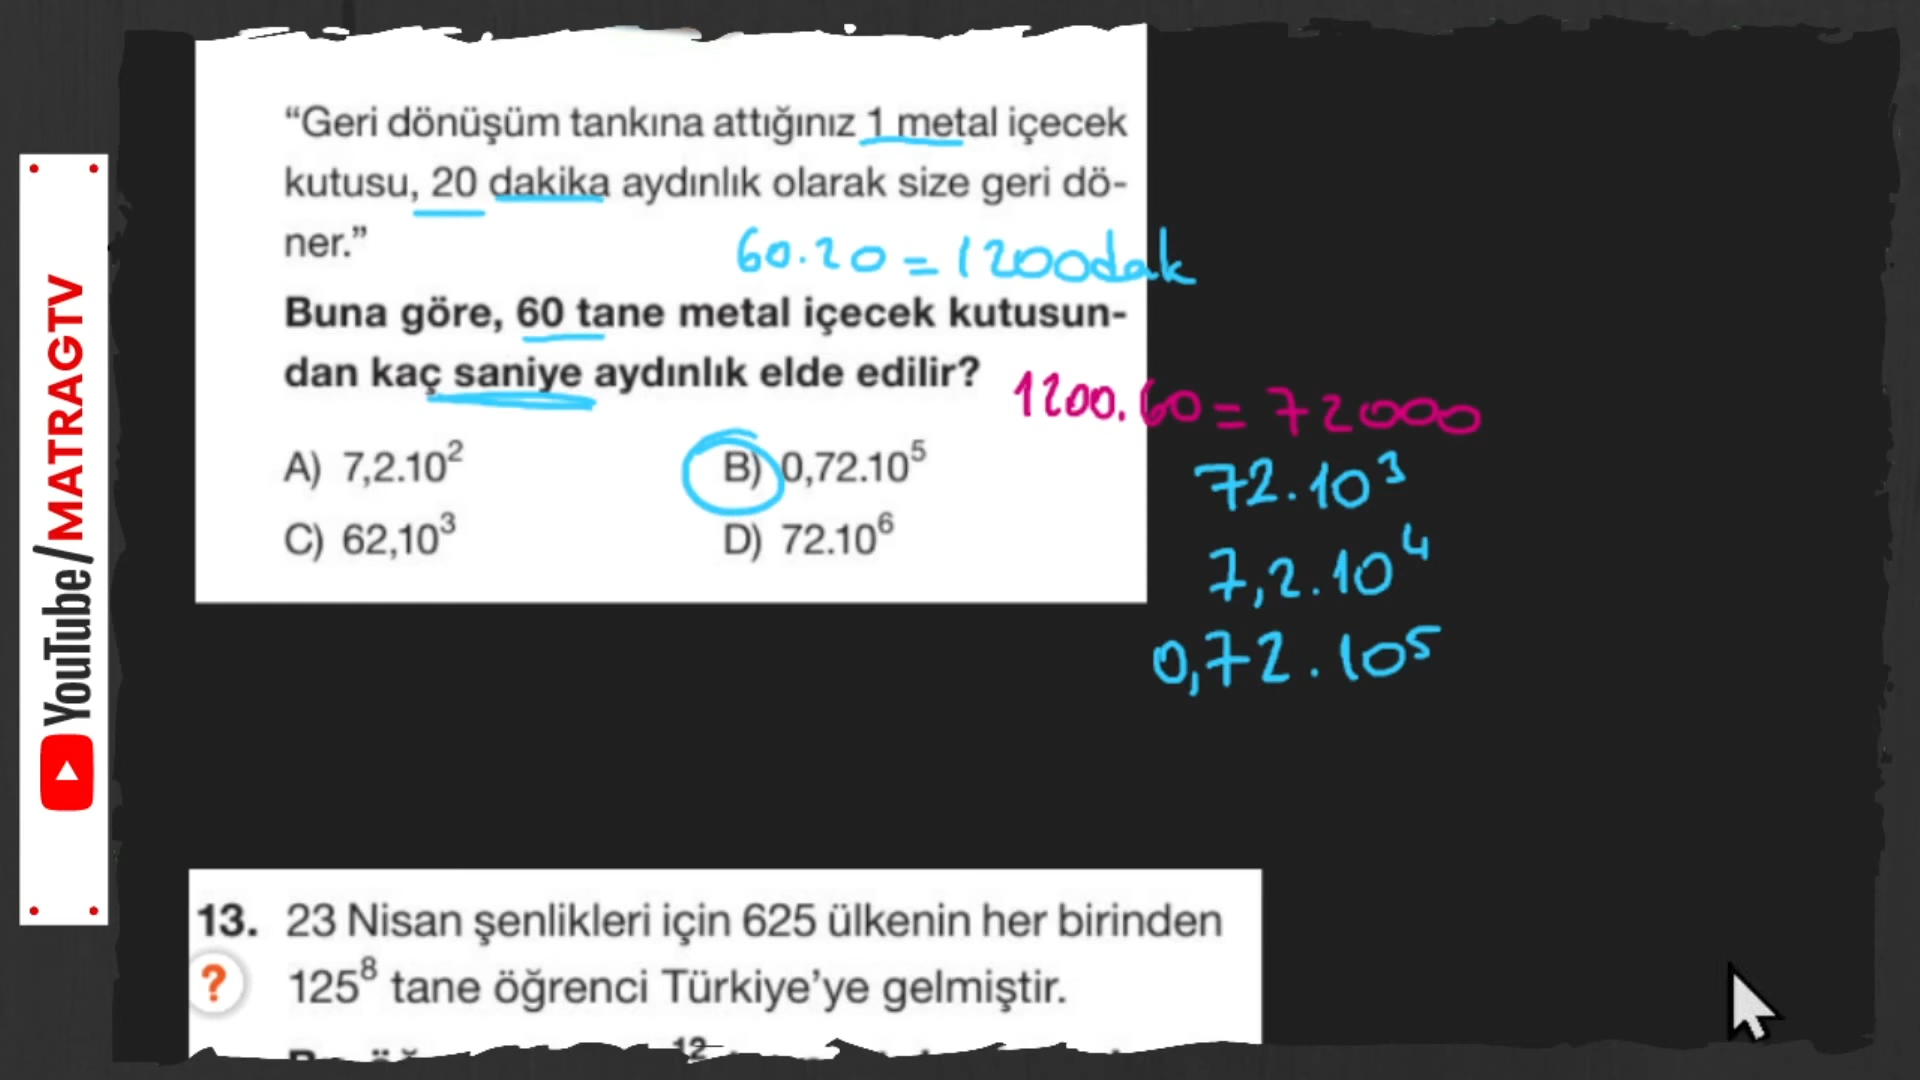 “Geri dönüşüm tankına attığınız 1 metal içecek
kutusu, 20 dakika aydınlık olarak size geri dö-
ner.”
60.20 = 1200dak
Buna göre, 60 tane metal içecek kutusun-
dan kaç saniye aydınlık elde edilir?
1200.60 = 72000
A) 7,2.10² B) 0,72.10⁵
72.10³
C) 62,10³ D) 72.10⁶
7,2.10⁴
0,72.10⁵
YouTube/MATRAGTV
13. 23 Nisan şenlikleri için 625 ülkenin her birinden
? 125⁸ tane öğrenci Türkiye’ye gelmiştir.
12